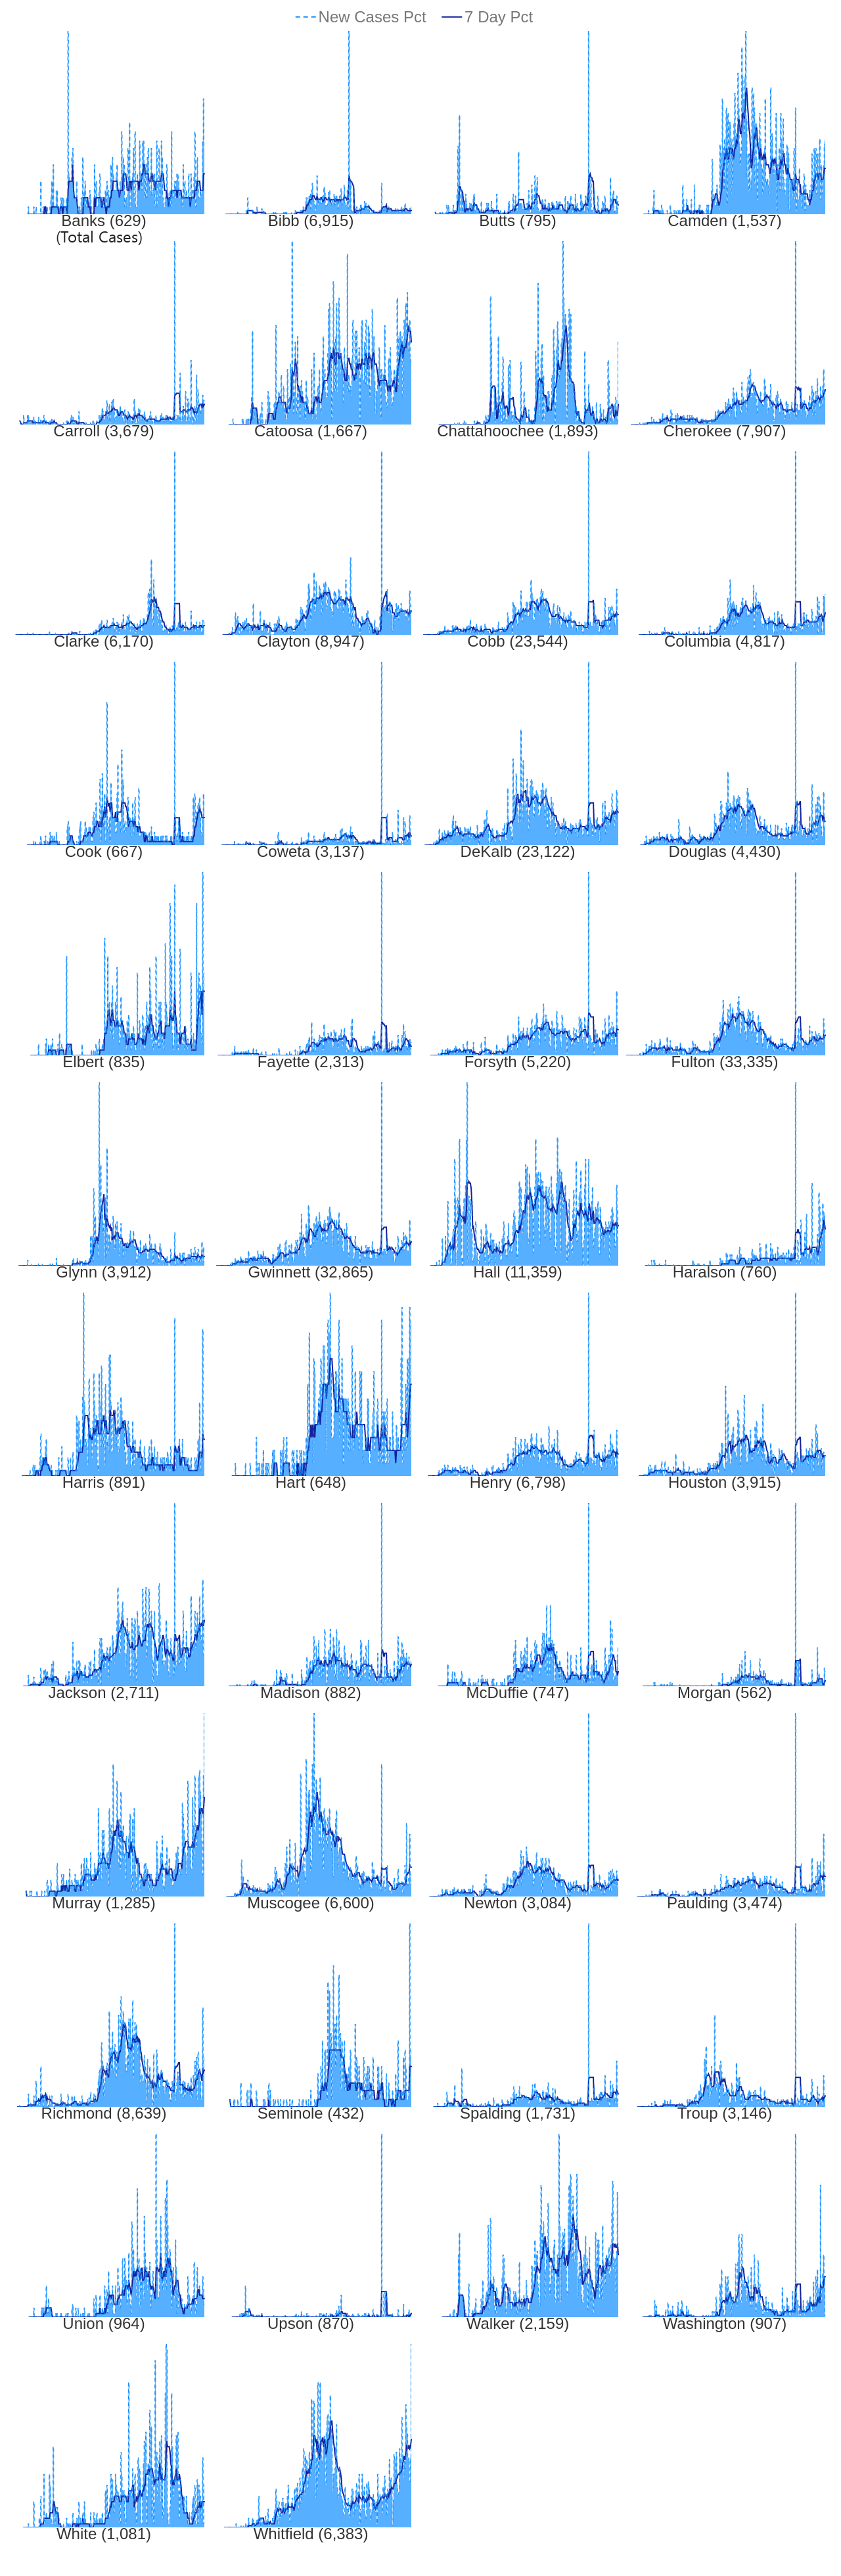 New Cases Pct 7 Day Pct
Banks (629) Bibb (6,915) Butts (795) Camden (1,537)
(Total Cases)
Carroll (3,679) Catoosa (1,667) Chattahoochee (1,893) Cherokee (7,907)
Clarke (6,170) Clayton (8,947) Cobb (23,544) Columbia (4,817)
Cook (667) Coweta (3,137) DeKalb (23,122) Douglas (4,430)
Elbert (835) Fayette (2,313) Forsyth (5,220) Fulton (33,335)
Glynn (3,912) Gwinnett (32,865) Hall (11,359) Haralson (760)
Harris (891) Hart (648) Henry (6,798) Houston (3,915)
Jackson (2,711) Madison (882) McDuffie (747) Morgan (562)
Murray (1,285) Muscogee (6,600) Newton (3,084) Paulding (3,474)
Richmond (8,639) Seminole (432) Spalding (1,731) Troup (3,146)
Union (964) Upson (870) Walker (2,159) Washington (907)
White (1,081) Whitfield (6,383)